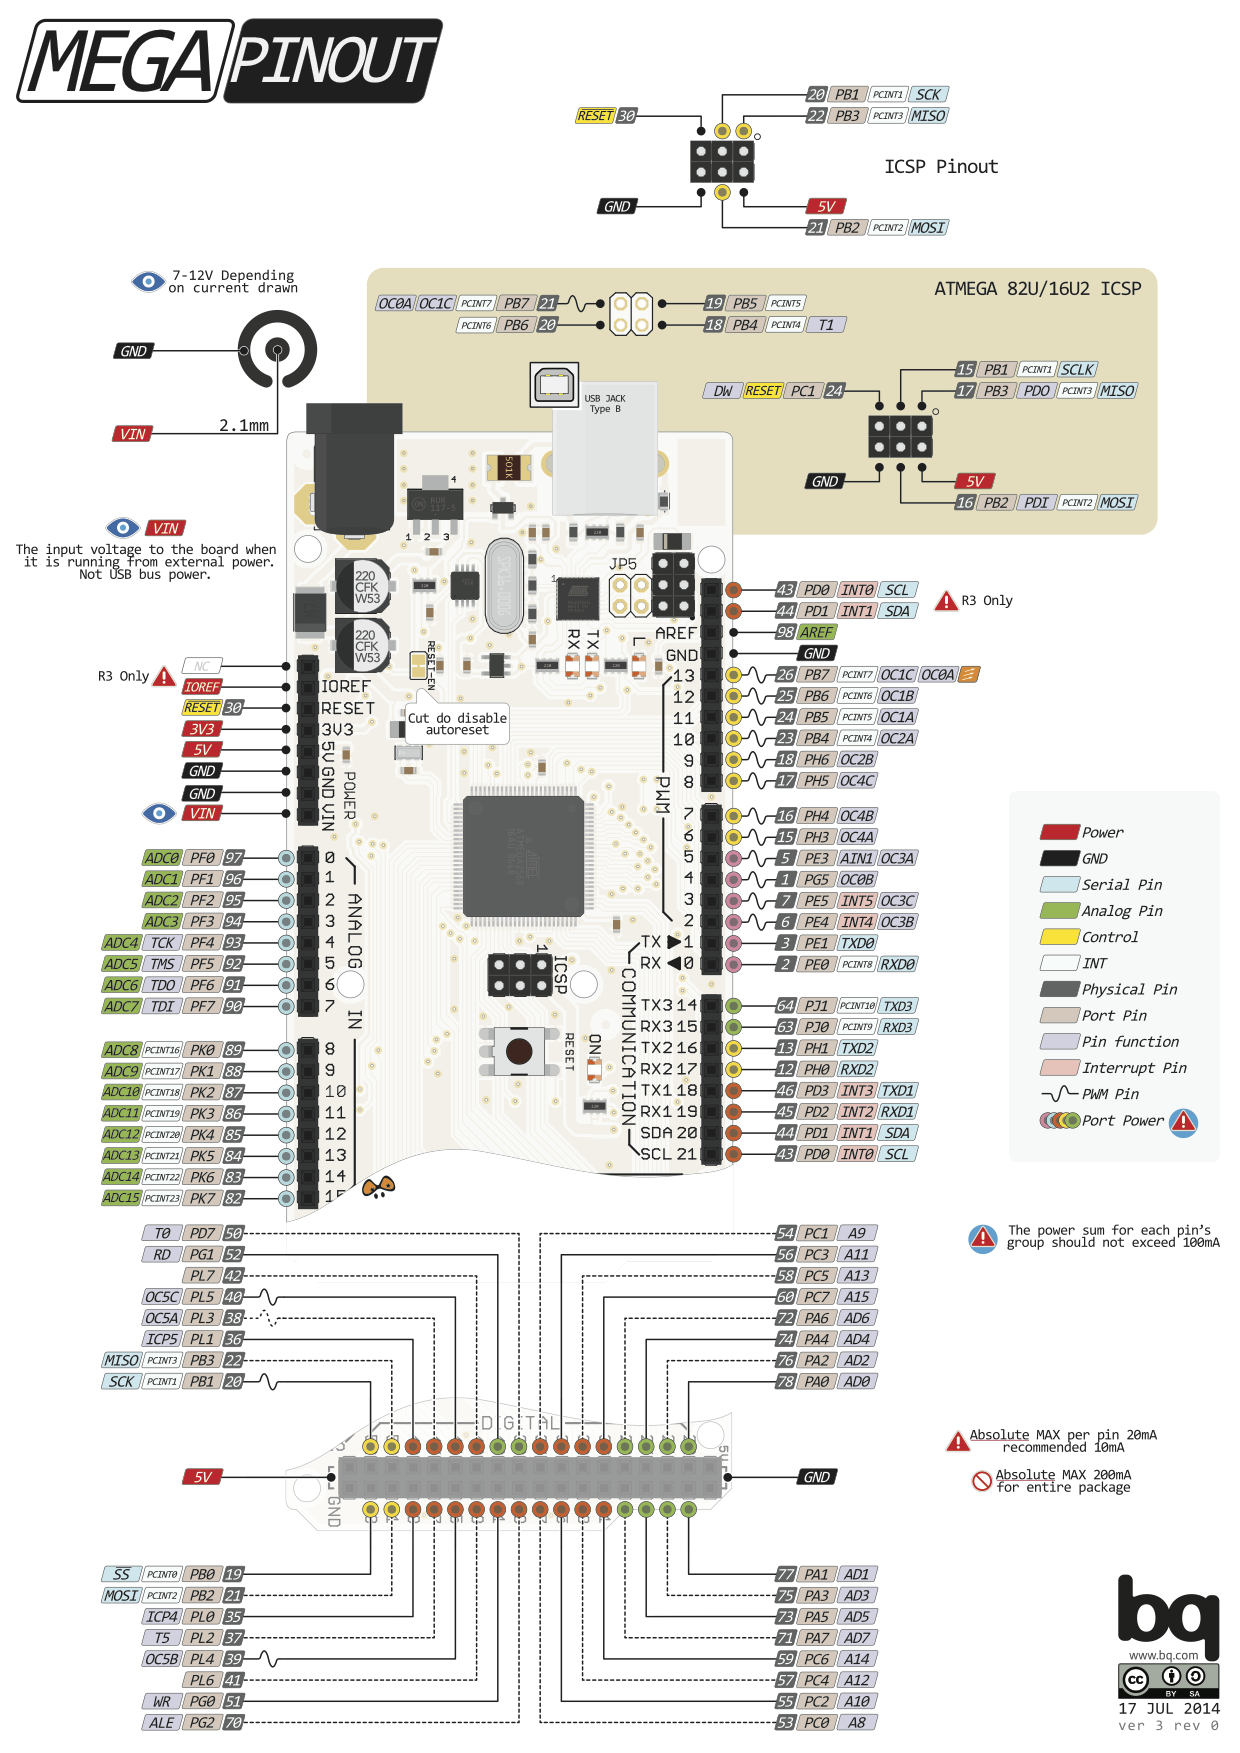 MEGA PINOUT
20 PB1 PCINT1 SCK
RESET 30
22 PB3 PCINT3 MISO
ICSP Pinout
GND
5V
21 PB2 PCINT2 MOSI
7-12V Depending
on current drawn
GND
2.1mm
VIN
ATMEGA 82U/16U2 ICSP
OC0A OC1C PCINT7 PB7 21
19 PB5 PCINT5
PCINT6 PB6 20
18 PB4 PCINT4 T1
15 PB1 PCINT1 SCLK
DW RESET PC1 24
17 PB3 PDO PCINT3 MISO
GND
5V
16 PB2 PDI PCINT2 MOSI
USB JACK
Type B
VIN
The input voltage to the board when
it is running from external power.
Not USB bus power.
501K
4
1 2 3
220
CFK
W53
220
CFK
W53
JP5
1
RX
TX
L
RESET-EN
Cut do disable
autoreset
R3 Only
NC
IOREF
RESET 30
3V3
5V
GND
GND
VIN
IOREF
RESET
3V3
5V
GND
GND
VIN
POWER
AREF
GND
13
12
11
10
9
8
7
6
5
4
3
2
TX 1
RX 0
PWM
43 PD0 INT0 SCL
44 PD1 INT1 SDA
R3 Only
98 AREF
GND
26 PB7 PCINT7 OC1C OC0A
25 PB6 PCINT6 OC1B
24 PB5 PCINT5 OC1A
23 PB4 PCINT4 OC2A
18 PH6 OC2B
17 PH5 OC4C
16 PH4 OC4B
15 PH3 OC4A
5 PE3 AIN1 OC3A
1 PG5 OC0B
7 PE5 INT5 OC3C
6 PE4 INT4 OC3B
3 PE1 TXD0
2 PE0 PCINT8 RXD0
ADC0 PF0 97
ADC1 PF1 96
ADC2 PF2 95
ADC3 PF3 94
ADC4 TCK PF4 93
ADC5 TMS PF5 92
ADC6 TDO PF6 91
ADC7 TDI PF7 90
0
1
2
3
4
5
6
7
ANALOG IN
ADC8 PCINT16 PK0 89
ADC9 PCINT17 PK1 88
ADC10 PCINT18 PK2 87
ADC11 PCINT19 PK3 86
ADC12 PCINT20 PK4 85
ADC13 PCINT21 PK5 84
ADC14 PCINT22 PK6 83
ADC15 PCINT23 PK7 82
8
9
10
11
12
13
14
15
1
ICSP
RESET
ON
COMMUNICATION
TX3 14
RX3 15
TX2 16
RX2 17
TX1 18
RX1 19
SDA 20
SCL 21
64 PJ1 PCINT10 TXD3
63 PJ0 PCINT9 RXD3
13 PH1 TXD2
12 PH0 RXD2
46 PD3 INT3 TXD1
45 PD2 INT2 RXD1
44 PD1 INT1 SDA
43 PD0 INT0 SCL
Power
GND
Serial Pin
Analog Pin
Control
INT
Physical Pin
Port Pin
Pin function
Interrupt Pin
PWM Pin
Port Power
The power sum for each pin's
group should not exceed 100mA
T0 PD7 50
RD PG1 52
PL7 42
OC5C PL5 40
OC5A PL3 38
ICP5 PL1 36
MISO PCINT3 PB3 22
SCK PCINT1 PB1 20
54 PC1 A9
56 PC3 A11
58 PC5 A13
60 PC7 A15
72 PA6 AD6
74 PA4 AD4
76 PA2 AD2
78 PA0 AD0
DIGITAL
5V
GND
5V
GND
Absolute MAX per pin 20mA
recommended 10mA
Absolute MAX 200mA
for entire package
SS PCINT0 PB0 19
MOSI PCINT2 PB2 21
ICP4 PL0 35
T5 PL2 37
OC5B PL4 39
PL6 41
WR PG0 51
ALE PG2 70
77 PA1 AD1
75 PA3 AD3
73 PA5 AD5
71 PA7 AD7
59 PC6 A14
57 PC4 A12
55 PC2 A10
53 PC0 A8
bq
www.bq.com
cc BY SA
17 JUL 2014
ver 3 rev 0